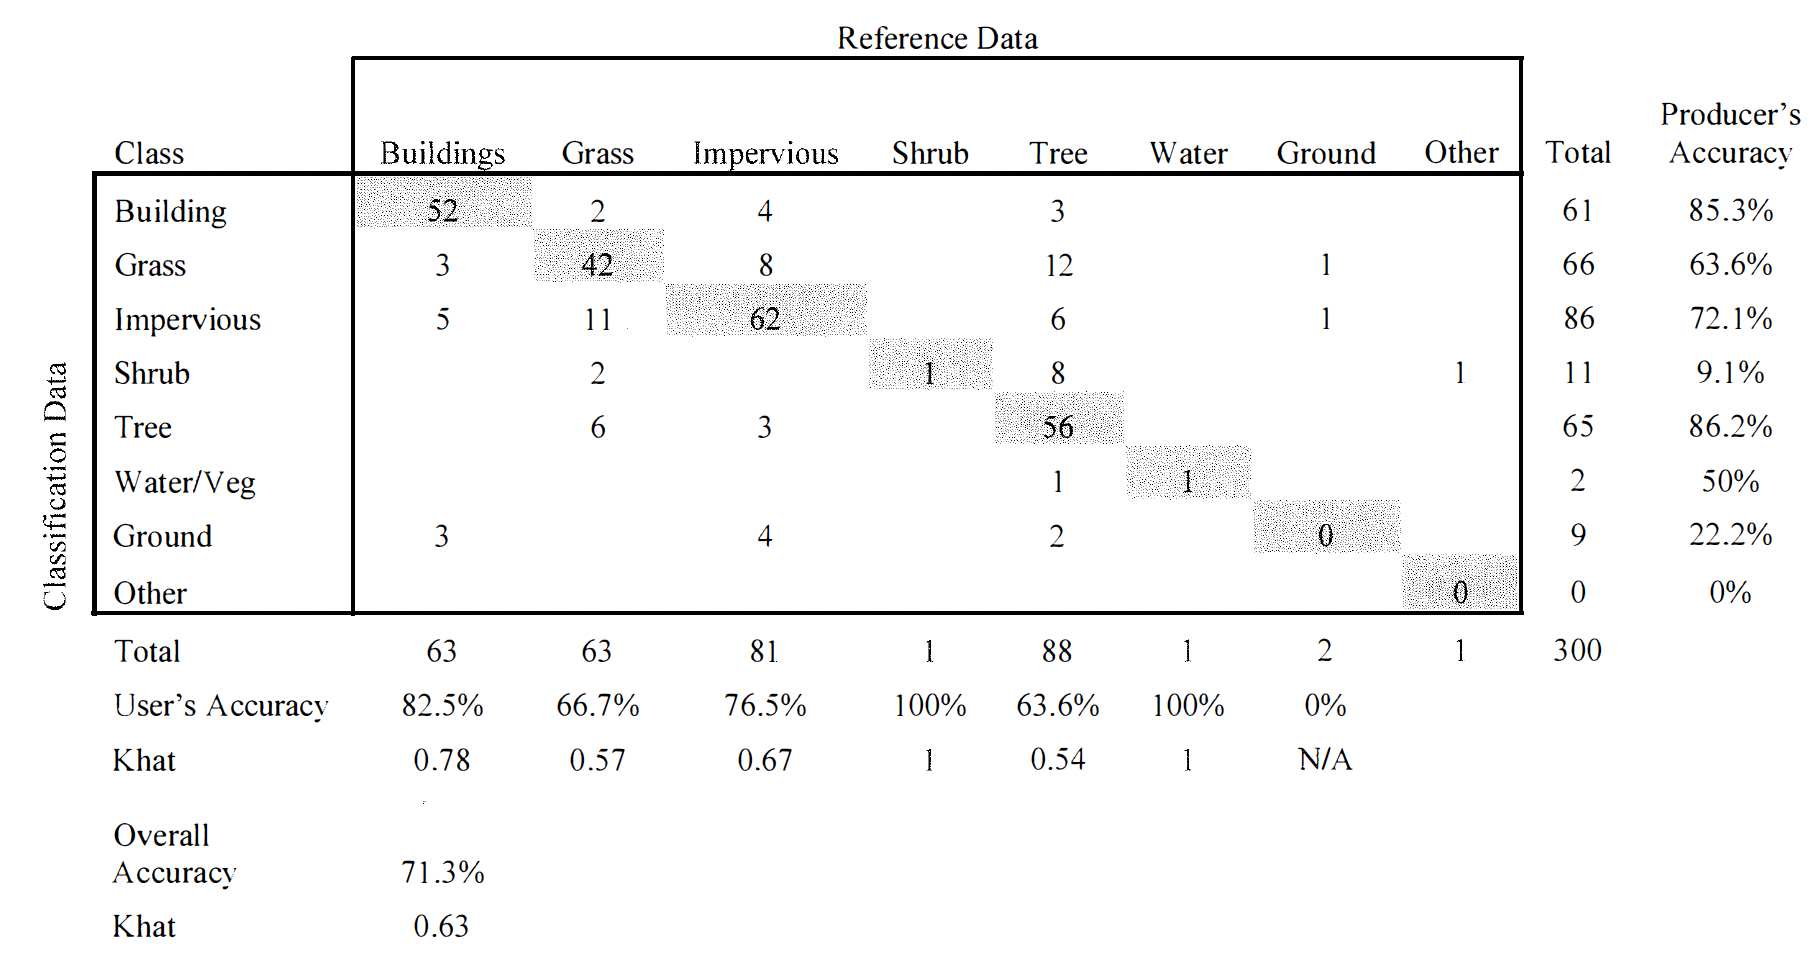 Reference Data
Class Buildings Grass Impervious Shrub Tree Water Ground Other Total Producer's Accuracy
Building 52 2 4 3 61 85.3%
Grass 3 42 8 12 1 66 63.6%
Impervious 5 11 62 6 1 86 72.1%
Shrub 2 1 8 1 11 9.1%
Tree 6 3 56 65 86.2%
Water/Veg 1 1 2 50%
Ground 3 4 2 0 9 22.2%
Other 0 0 0%
Classification Data
Total 63 63 81 1 88 1 2 1 300
User's Accuracy 82.5% 66.7% 76.5% 100% 63.6% 100% 0%
Khat 0.78 0.57 0.67 1 0.54 1 N/A
Overall
Accuracy 71.3%
Khat 0.63